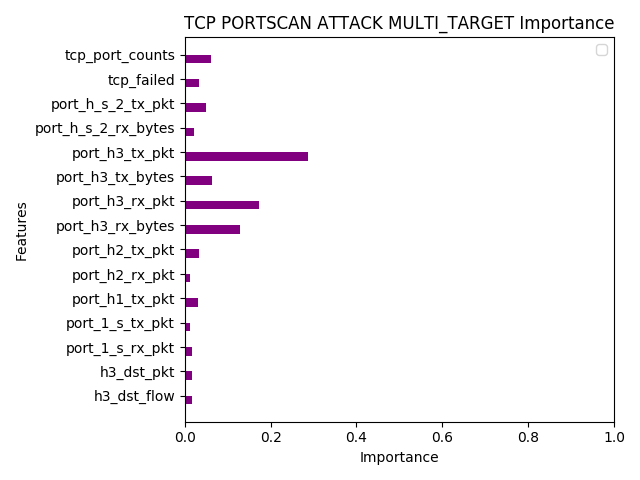 TCP PORTSCAN ATTACK MULTI_TARGET Importance
tcp_port_counts
tcp_failed
port_h_s_2_tx_pkt
port_h_s_2_rx_bytes
port_h3_tx_pkt
port_h3_tx_bytes
port_h3_rx_pkt
port_h3_rx_bytes
port_h2_tx_pkt
port_h2_rx_pkt
port_h1_tx_pkt
port_1_s_tx_pkt
port_1_s_rx_pkt
h3_dst_pkt
h3_dst_flow
Features
0.0 0.2 0.4 0.6 0.8 1.0
Importance